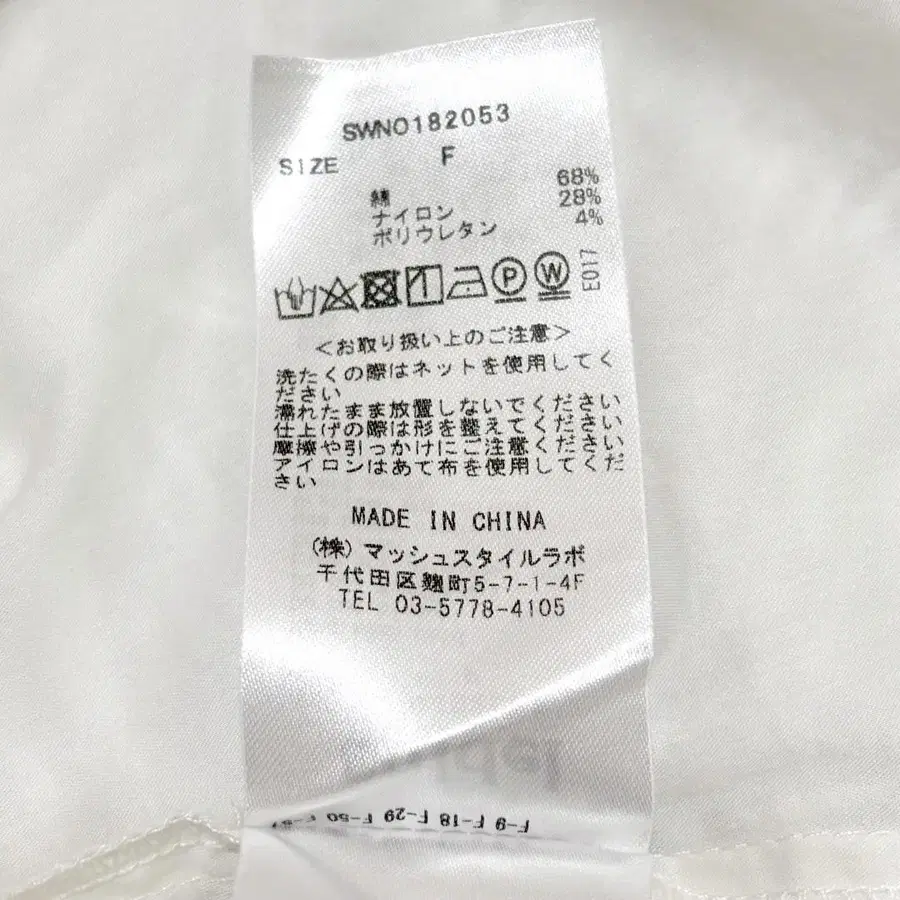 SWNO182053
SIZE F
綿 68%
ナイロン 28%
ポリウレタン 4%
P W E017
<お取り扱い上のご注意>
洗たくの際はネットを使用してく
ださい
濡れたまま放置しないでください
仕上げの際は形を整えてください
摩擦や引っかけにご注意ください
アイロンはあて布を使用してくだ
さい
MADE IN CHINA
(株)マッシュスタイルラボ
千代田区麹町5-7-1-4F
TEL 03-5778-4105
F-9 F-18 F-29 F-50